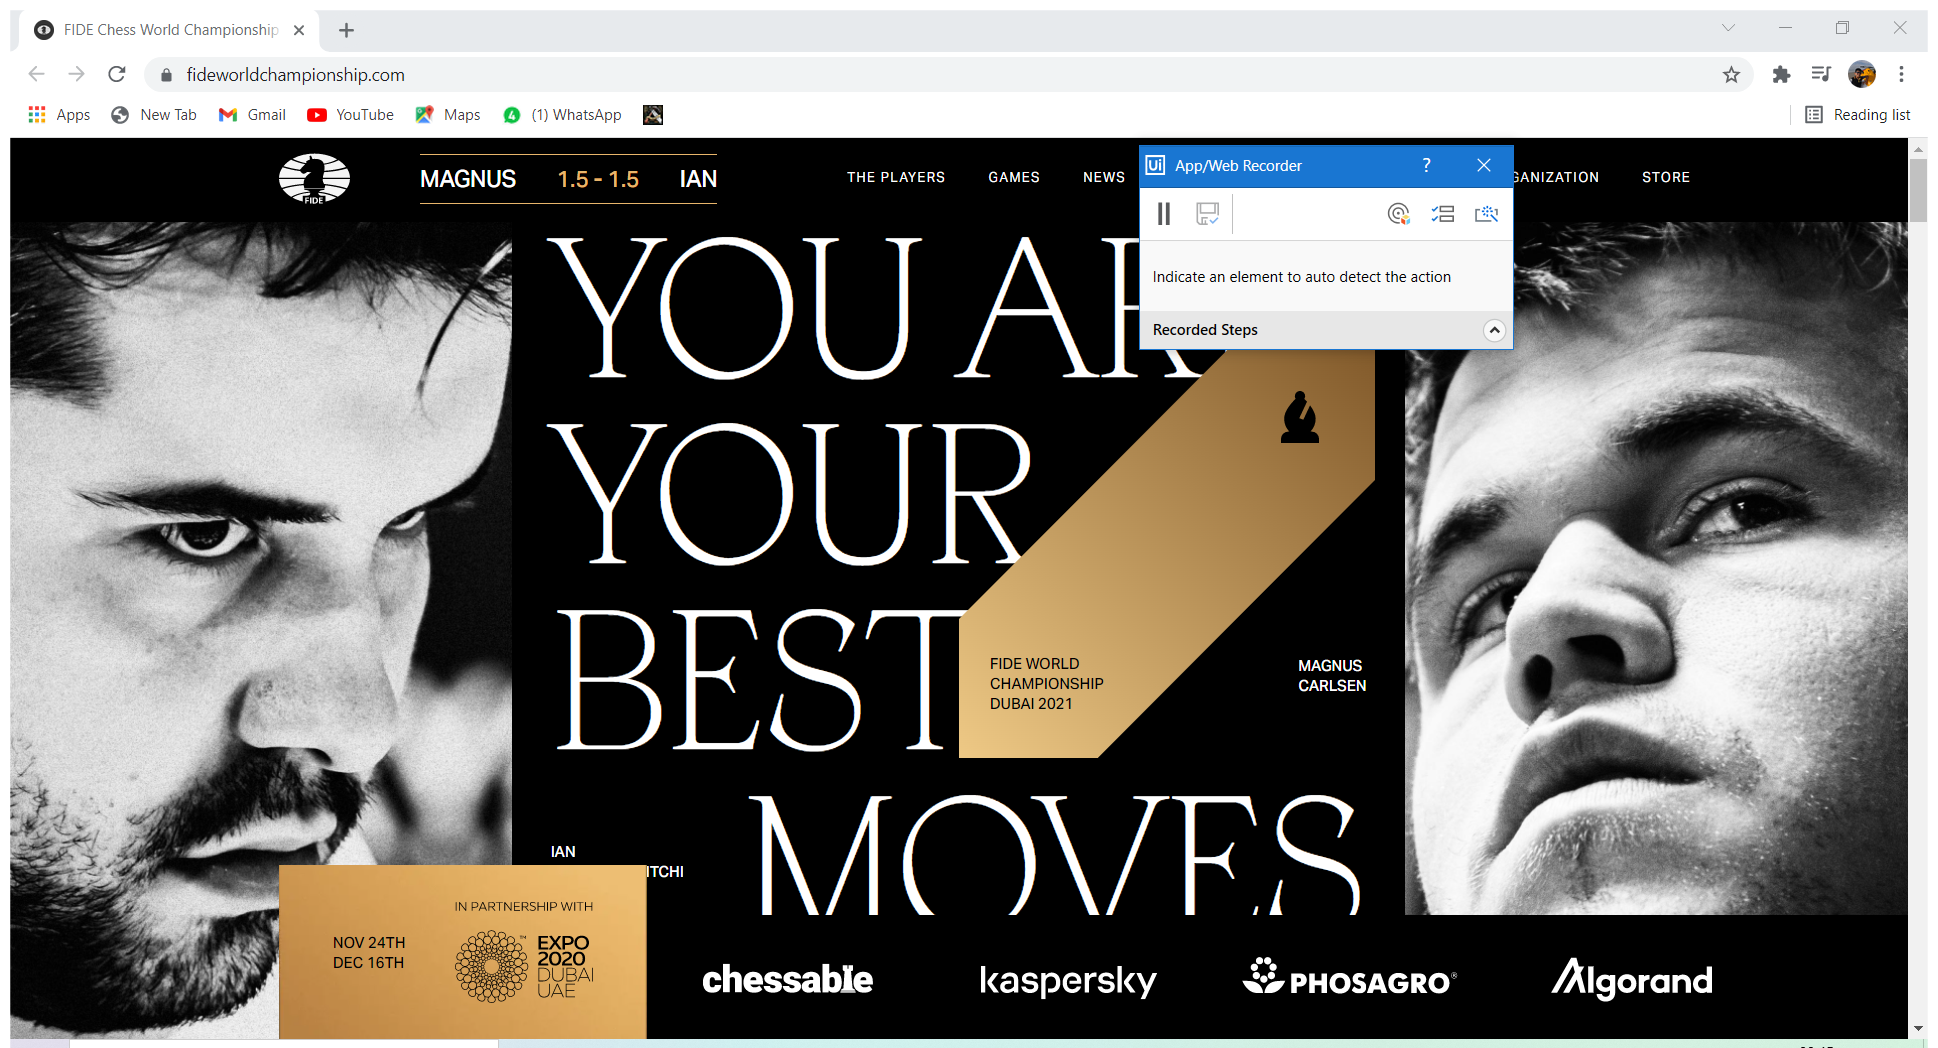 FIDE Chess World Championship
fideworldchampionship.com
Apps
New Tab
Gmail
YouTube
Maps
4
(1) WhatsApp
Reading list
FIDE
MAGNUS 1.5 - 1.5 IAN
THE PLAYERS
GAMES
NEWS
GANIZATION
STORE
Ui App/Web Recorder ?
Indicate an element to auto detect the action
Recorded Steps
YOU AR
YOUR
BEST
MOVES
FIDE WORLD
CHAMPIONSHIP
DUBAI 2021
MAGNUS
CARLSEN
IAN
ITCHI
NOV 24TH
DEC 16TH
IN PARTNERSHIP WITH
EXPO
2020
DUBAI
UAE
TM
chessable
kaspersky
PHOSAGRO®
Algorand